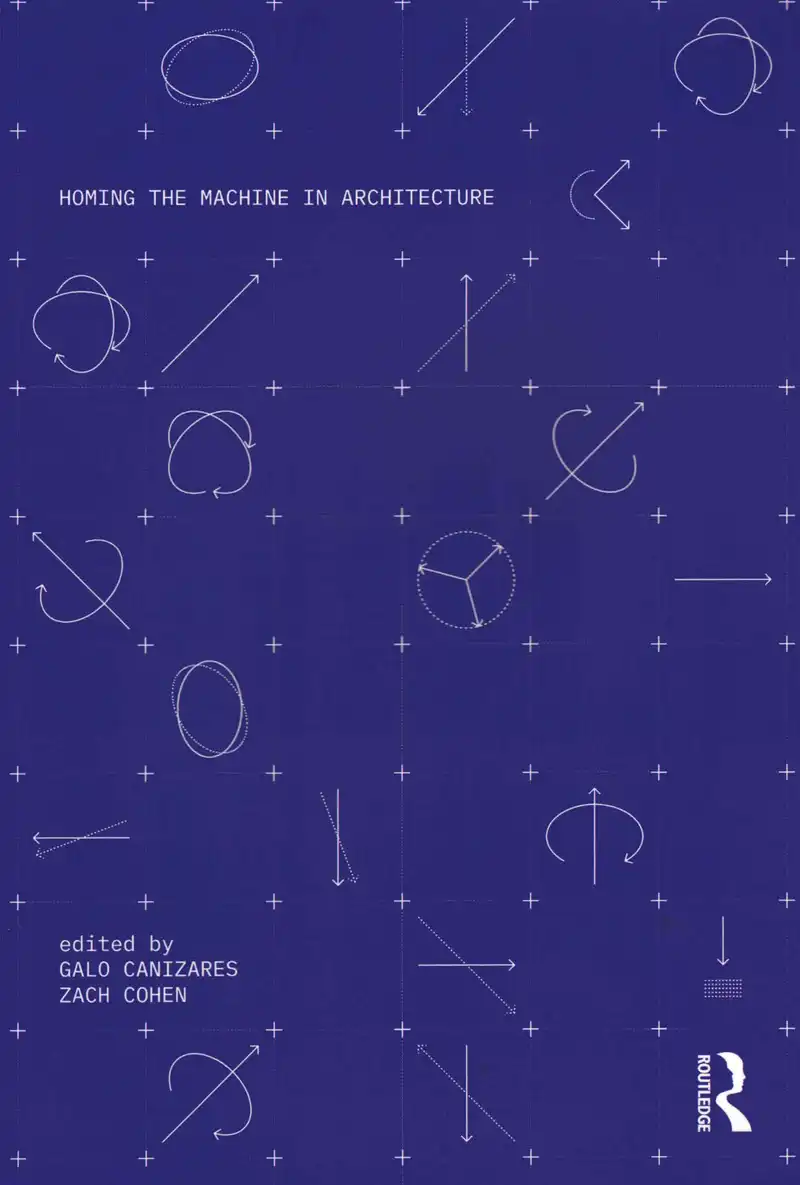 HOMING THE MACHINE IN ARCHITECTURE
edited by
GALO CANIZARES
ZACH COHEN
ROUTLEDGE